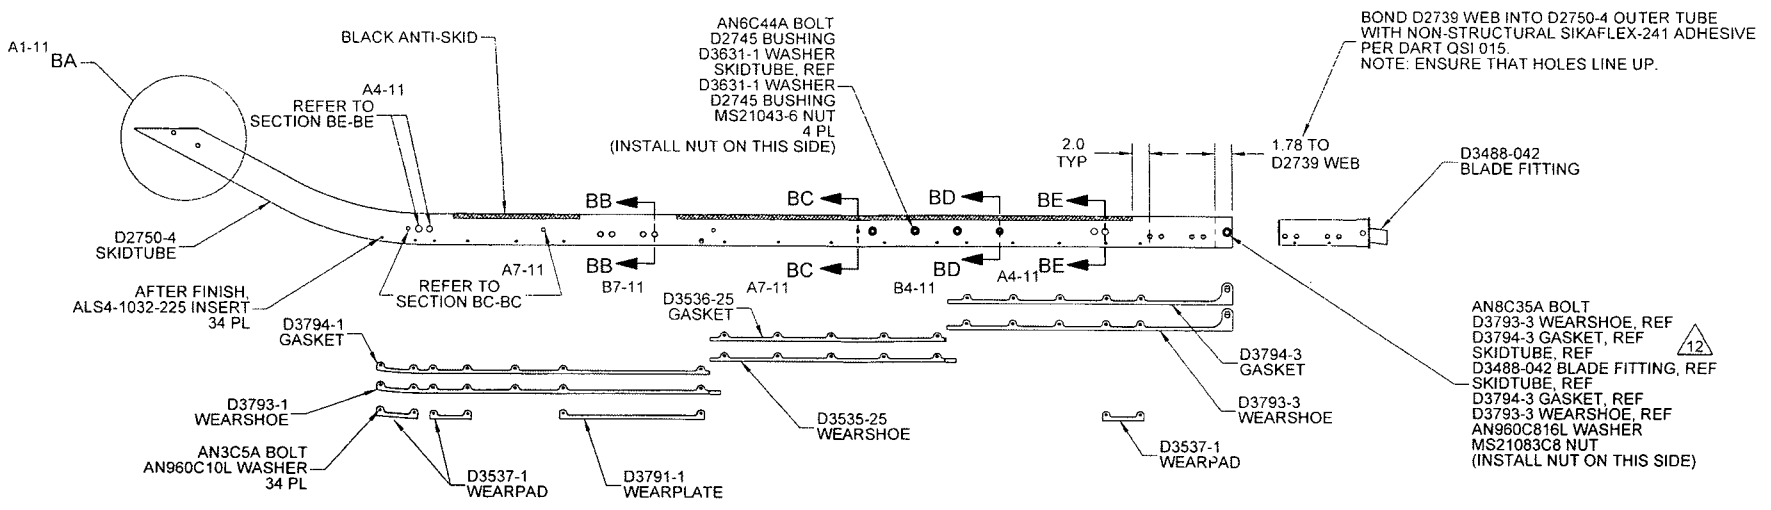 A1-11
BA
BLACK ANTI-SKID
A4-11
REFER TO
SECTION BE-BE
AN6C44A BOLT
D2745 BUSHING
D3631-1 WASHER
SKIDTUBE, REF
D3631-1 WASHER
D2745 BUSHING
MS21043-6 NUT
4 PL
(INSTALL NUT ON THIS SIDE)
BOND D2739 WEB INTO D2750-4 OUTER TUBE
WITH NON-STRUCTURAL SIKAFLEX-241 ADHESIVE
PER DART QSI 015.
NOTE: ENSURE THAT HOLES LINE UP.
2.0
TYP
1.78 TO
D2739 WEB
D3488-042
BLADE FITTING
BB
BC
BD
BE
D2750-4
SKIDTUBE
BB
BC
BD
BE
A7-11
B7-11
A7-11
B4-11
A4-11
REFER TO
SECTION BC-BC
AFTER FINISH,
ALS4-1032-225 INSERT
34 PL
D3536-25
GASKET
D3794-1
GASKET
D3794-3
GASKET
D3793-1
WEARSHOE
D3535-25
WEARSHOE
D3793-3
WEARSHOE
AN3C5A BOLT
AN960C10L WASHER
34 PL
D3537-1
WEARPAD
D3791-1
WEARPLATE
D3537-1
WEARPAD
AN8C35A BOLT
D3793-3 WEARSHOE, REF
D3794-3 GASKET, REF
SKIDTUBE, REF
D3488-042 BLADE FITTING, REF
SKIDTUBE, REF
D3794-3 GASKET, REF
D3793-3 WEARSHOE, REF
AN960C816L WASHER
MS21083C8 NUT
(INSTALL NUT ON THIS SIDE)
12